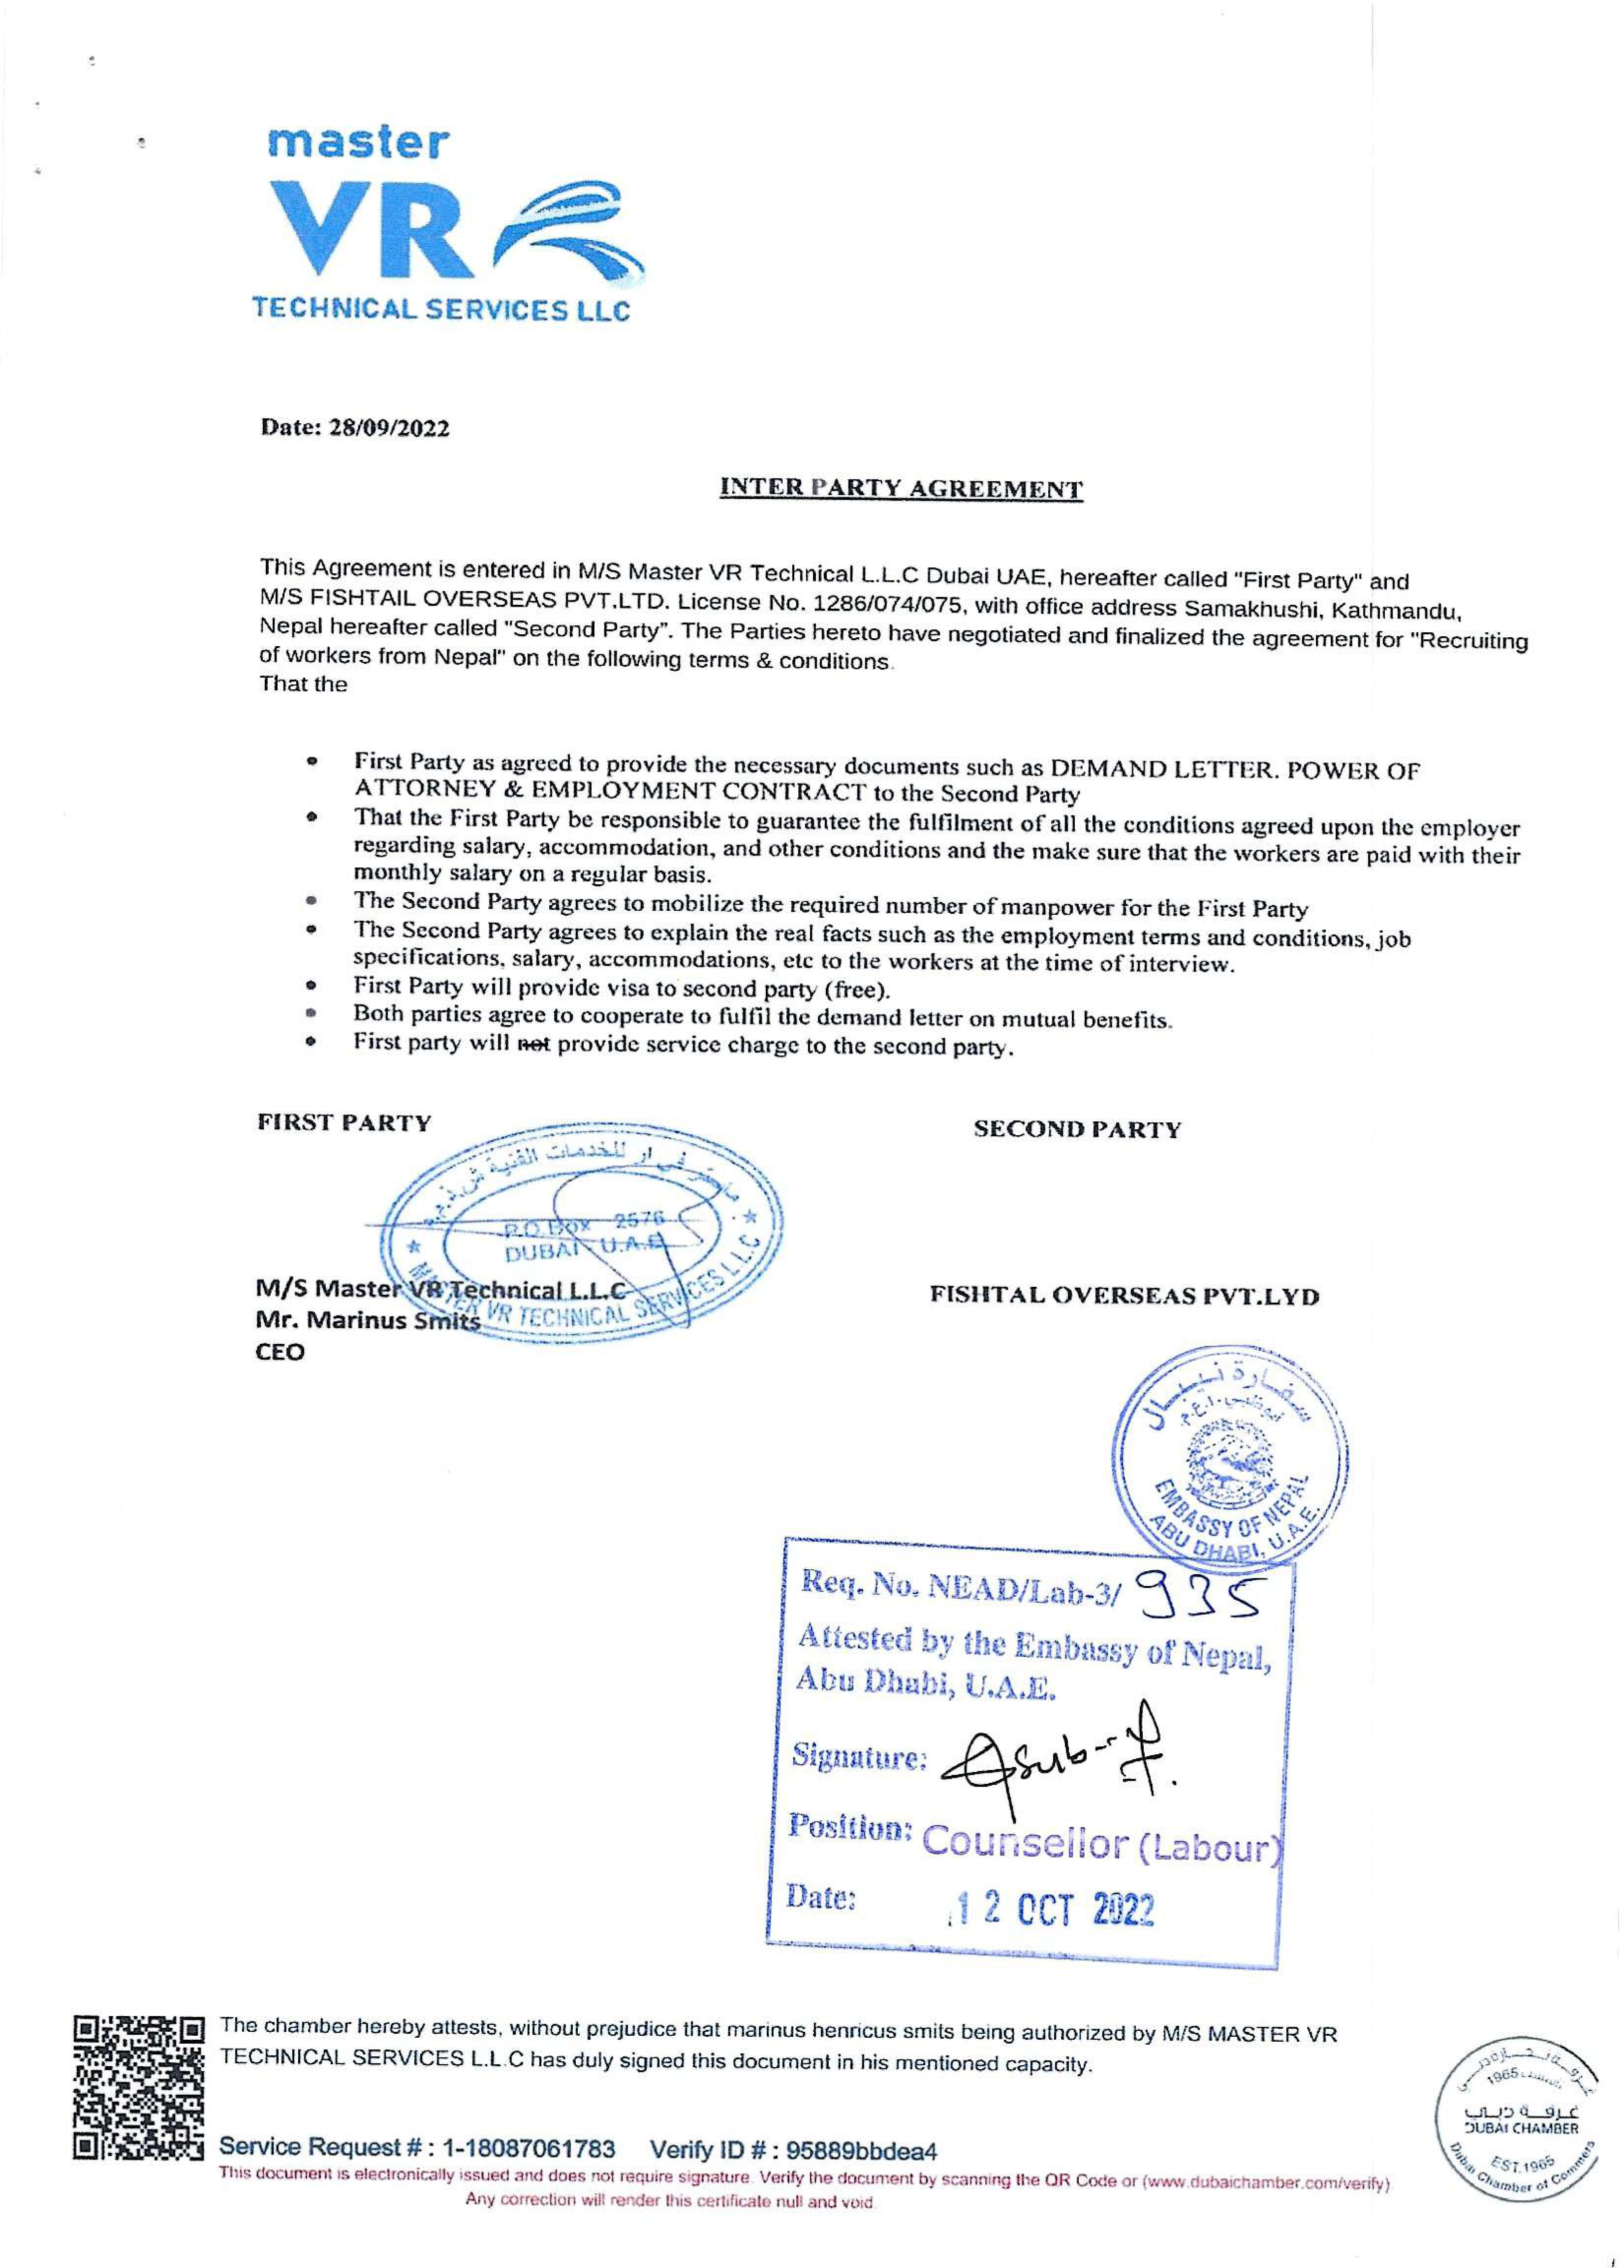 master
VR
TECHNICAL SERVICES LLC
Date: 28/09/2022
INTER PARTY AGREEMENT
This Agreement is entered in M/S Master VR Technical L.L.C Dubai UAE, hereafter called "First Party" and
M/S FISHTAIL OVERSEAS PVT.LTD. License No. 1286/074/075, with office address Samakhushi, Kathmandu,
Nepal hereafter called "Second Party”. The Parties hereto have negotiated and finalized the agreement for "Recruiting
of workers from Nepal" on the following terms & conditions.
That the
• First Party as agreed to provide the necessary documents such as DEMAND LETTER. POWER OF
ATTORNEY & EMPLOYMENT CONTRACT to the Second Party
• That the First Party be responsible to guarantee the fulfilment of all the conditions agreed upon the employer
regarding salary, accommodation, and other conditions and the make sure that the workers are paid with their
monthly salary on a regular basis.
• The Second Party agrees to mobilize the required number of manpower for the First Party
• The Second Party agrees to explain the real facts such as the employment terms and conditions, job
specifications, salary, accommodations, etc to the workers at the time of interview.
• First Party will provide visa to second party (free).
• Both parties agree to cooperate to fulfil the demand letter on mutual benefits.
• First party will not provide service charge to the second party.
FIRST PARTY
SECOND PARTY
ماستر في ار للخدمات الفنية ش.ذ.م.م
P.O.Box 2576
DUBAI U.A.E
MASTER VR TECHNICAL SERVICES L.L.C
M/S Master VR Technical L.L.C
Mr. Marinus Smits
CEO
FISHTAL OVERSEAS PVT.LYD
سفارة نيبال
أبوظبي ا.ع.م
EMBASSY OF NEPAL
ABU DHABI, U.A.E.
Req. No. NEAD/Lab-3/ 935
Attested by the Embassy of Nepal,
Abu Dhabi, U.A.E.
Signature:
Position: Counsellor (Labour)
Date: 12 OCT 2022
The chamber hereby attests, without prejudice that marinus henricus smits being authorized by M/S MASTER VR
TECHNICAL SERVICES L.L.C has duly signed this document in his mentioned capacity.
Service Request # : 1-18087061783 Verify ID # : 95889bbdea4
This document is electronically issued and does not require signature. Verify the document by scanning the QR Code or (www.dubaichamber.com/verify)
Any correction will render this certificate null and void
1965
غرفة دبي
DUBAI CHAMBER
EST.1965
Dubai Chamber of Commers